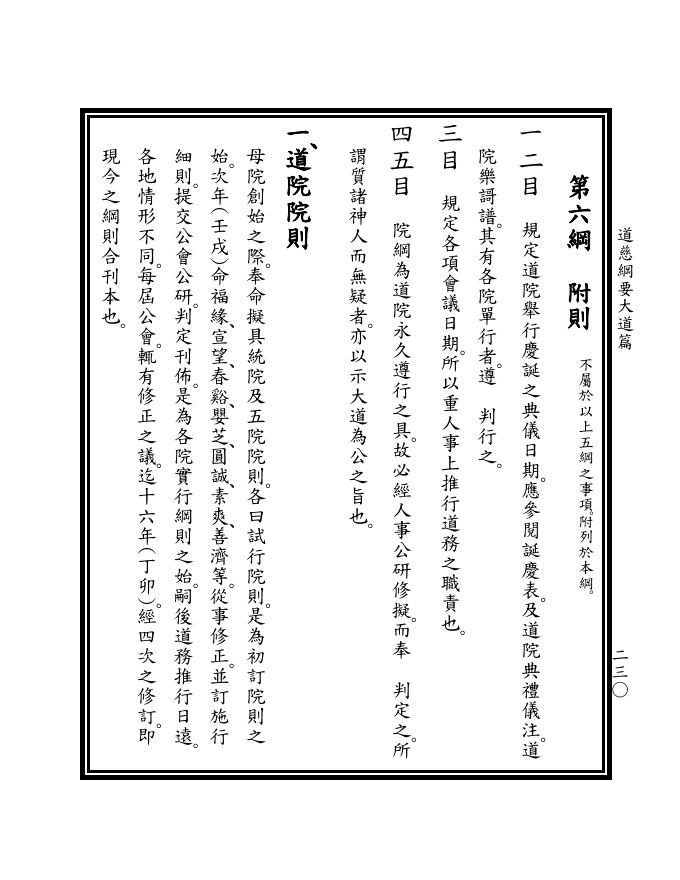 道慈綱要大道篇
二三〇
第六綱　附則　不屬於以上五綱之事項。附列於本綱。
一二目　規定道院舉行慶誕之典儀日期。應參閱誕慶表。及道院典禮儀注。道
院樂謌譜。其有各院單行者。遵　判行之。
三目　規定各項會議日期。所以重人事上推行道務之職責也。
四五目　院綱為道院永久遵行之具。故必經人事公研修擬。而奉　判定之。所
謂質諸神人而無疑者。亦以示大道為公之旨也。
一、道院院則
母院創始之際。奉命擬具統院及五院院則。各曰試行院則。是為初訂院則之
始。次年（壬戌）命福緣、宣望、春谿、嬰芝、圓誠、素爽、善濟等。從事修正。並訂施行
細則。提交公會公研。判定刊佈。是為各院實行綱則之始。嗣後道務推行日遠。
各地情形不同。每屆公會。輒有修正之議。迄十六年（丁卯）。經四次之修訂。即
現今之綱則合刊本也。